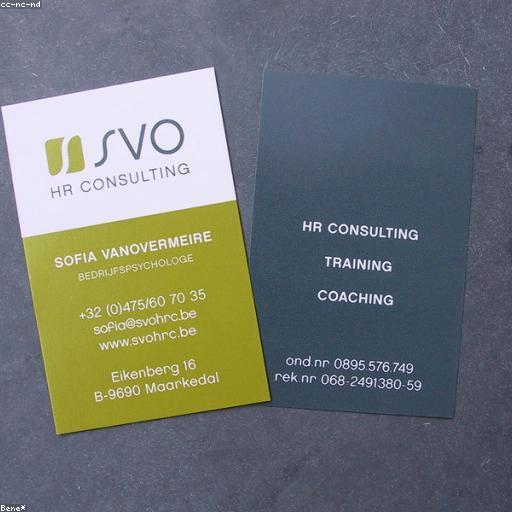 cc-nc-nd
SVO
HR CONSULTING
SOFIA VANOVERMEIRE
BEDRIJFSPSYCHOLOGE
+32 (0)475/60 70 35
sofia@svohrc.be
www.svohrc.be
Eikenberg 16
B-9690 Maarkedal
HR CONSULTING
TRAINING
COACHING
ond.nr 0895.576.749
rek.nr 068-2491380-59
Bene*